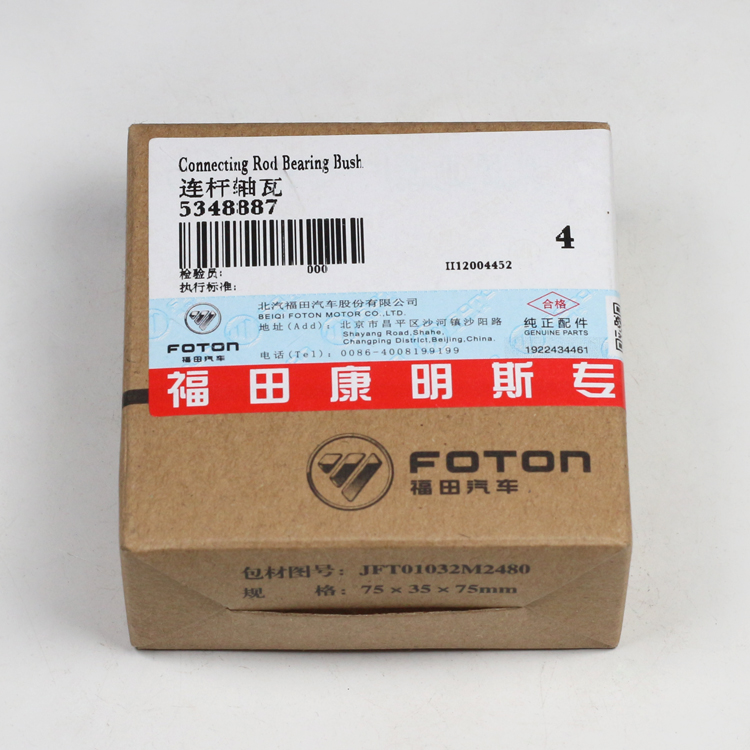 Connecting Rod Bearing Bush
连杆轴瓦
5348887
4
检验员:
000
II12004452
执行标准:
FOTON
福田汽车
北汽福田汽车股份有限公司
BEIQI FOTON MOTOR CO.,LTD.
地址(Add): 北京市昌平区沙河镇沙阳路
Shayang Road,Shahe,
Changping District,Beijing,China.
电话(Tel): 0086-4008199199
合格
纯正配件
GENUINE PARTS
1922434461
福田康明斯专
FOTON
福田汽车
包材图号: JFT01032M2480
规 格: 75×35×75mm